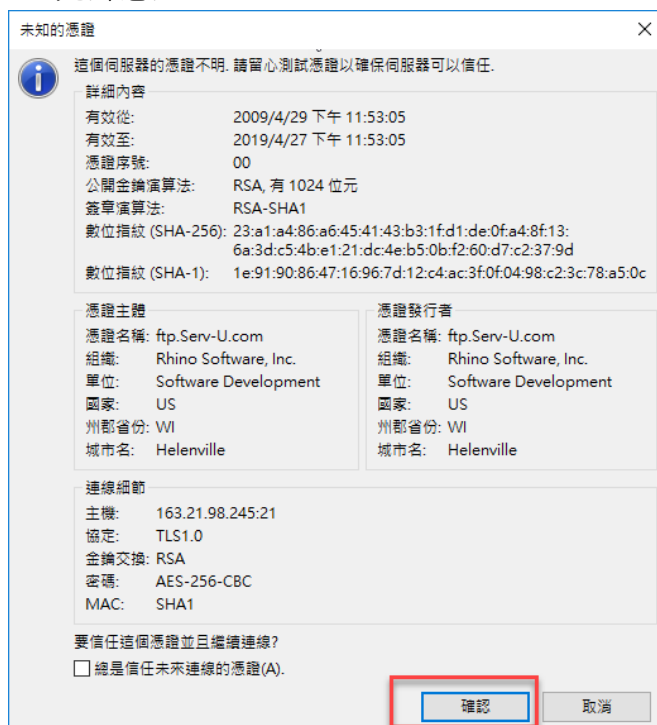 未知的憑證
這個伺服器的憑證不明. 請留心測試憑證以確保伺服器可以信任.
詳細內容
有效從: 2009/4/29 下午 11:53:05
有效至: 2019/4/27 下午 11:53:05
憑證序號: 00
公開金鑰演算法: RSA, 有 1024 位元
簽章演算法: RSA-SHA1
數位指紋 (SHA-256): 23:a1:a4:86:a6:45:41:43:b3:1f:d1:de:0f:a4:8f:13:
6a:3d:c5:4b:e1:21:dc:4e:b5:0b:f2:60:d7:c2:37:9d
數位指紋 (SHA-1): 1e:91:90:86:47:16:96:7d:12:c4:ac:3f:0f:04:98:c2:3c:78:a5:0c
憑證主體
憑證名稱: ftp.Serv-U.com
組織: Rhino Software, Inc.
單位: Software Development
國家: US
州郡省份: WI
城市名: Helenville
憑證發行者
憑證名稱: ftp.Serv-U.com
組織: Rhino Software, Inc.
單位: Software Development
國家: US
州郡省份: WI
城市名: Helenville
連線細節
主機: 163.21.98.245:21
協定: TLS1.0
金鑰交換: RSA
密碼: AES-256-CBC
MAC: SHA1
要信任這個憑證並且繼續連線?
總是信任未來連線的憑證(A).
確認 取消